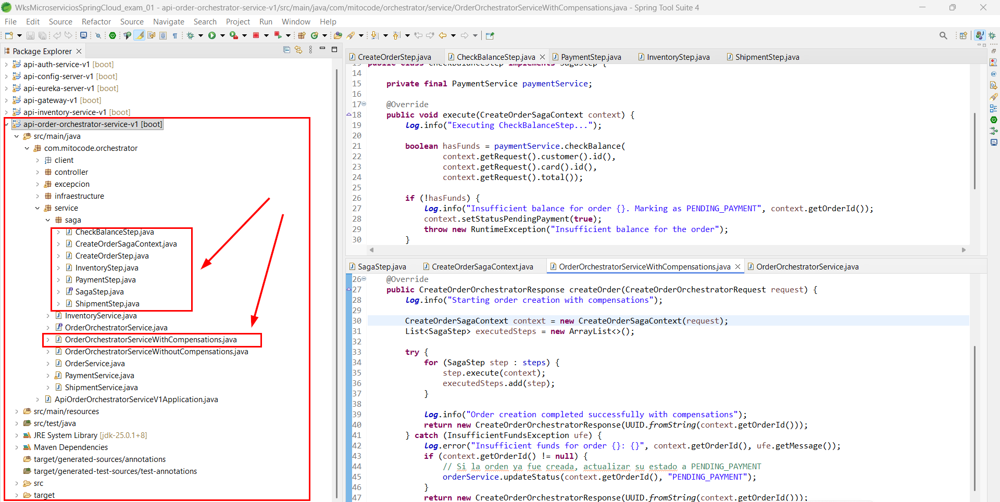 WksMicroserviciosSpringCloud_exam_01 - api-order-orchestrator-service-v1/src/main/java/com/mitocode/orchestrator/service/OrderOrchestratorServiceWithCompensations.java - Spring Tool Suite 4
File Edit Source Refactor Source Navigate Search Project Run Window Help
Package Explorer
api-auth-service-v1 [boot]
api-config-server-v1 [boot]
api-eureka-server-v1 [boot]
api-gateway-v1 [boot]
api-inventory-service-v1 [boot]
api-order-orchestrator-service-v1 [boot]
src/main/java
com.mitocode.orchestrator
client
controller
excepcion
infraestructure
service
saga
CheckBalanceStep.java
CreateOrderSagaContext.java
CreateOrderStep.java
InventoryStep.java
PaymentStep.java
SagaStep.java
ShipmentStep.java
InventoryService.java
OrderOrchestratorService.java
OrderOrchestratorServiceWithCompensations.java
OrderOrchestratorServiceWithoutCompensations.java
OrderService.java
PaymentService.java
ShipmentService.java
ApiOrderOrchestratorServiceV1Application.java
src/main/resources
src/test/java
JRE System Library [jdk-25.0.1+8]
Maven Dependencies
target/generated-sources/annotations
target/generated-test-sources/test-annotations
src
target
CreateOrderStep.java CheckBalanceStep.java PaymentStep.java InventoryStep.java ShipmentStep.java
13 public class CheckBalanceStep implements SagaStep {
14
15 private final PaymentService paymentService;
16
17 @Override
18 public void execute(CreateOrderSagaContext context) {
19 log.info("Executing CheckBalanceStep...");
20
21 boolean hasFunds = paymentService.checkBalance(
22 context.getRequest().customer().id(),
23 context.getRequest().card().id(),
24 context.getRequest().total());
25
26 if (!hasFunds) {
27 log.info("Insufficient balance for order {}. Marking as PENDING_PAYMENT", context.getOrderId());
28 context.setStatusPendingPayment(true);
29 throw new RuntimeException("Insufficient balance for the order");
30 }
SagaStep.java CreateOrderSagaContext.java OrderOrchestratorServiceWithCompensations.java OrderOrchestratorService.java
26 @Override
27 public CreateOrderOrchestratorResponse createOrder(CreateOrderOrchestratorRequest request) {
28 log.info("Starting order creation with compensations");
29
30 CreateOrderSagaContext context = new CreateOrderSagaContext(request);
31 List<SagaStep> executedSteps = new ArrayList<>();
32
33 try {
34 for (SagaStep step : steps) {
35 step.execute(context);
36 executedSteps.add(step);
37 }
38
39 log.info("Order creation completed successfully with compensations");
40 return new CreateOrderOrchestratorResponse(UUID.fromString(context.getOrderId()));
41 } catch (InsufficientFundsException ufe) {
42 log.error("Insufficient funds for order {}: {}", context.getOrderId(), ufe.getMessage());
43 if (context.getOrderId() != null) {
44 // Si la orden ya fue creada, actualizar su estado a PENDING_PAYMENT
45 orderService.updateStatus(context.getOrderId(), "PENDING_PAYMENT");
46 }
47 return new CreateOrderOrchestratorResponse(UUID.fromString(context.getOrderId()));